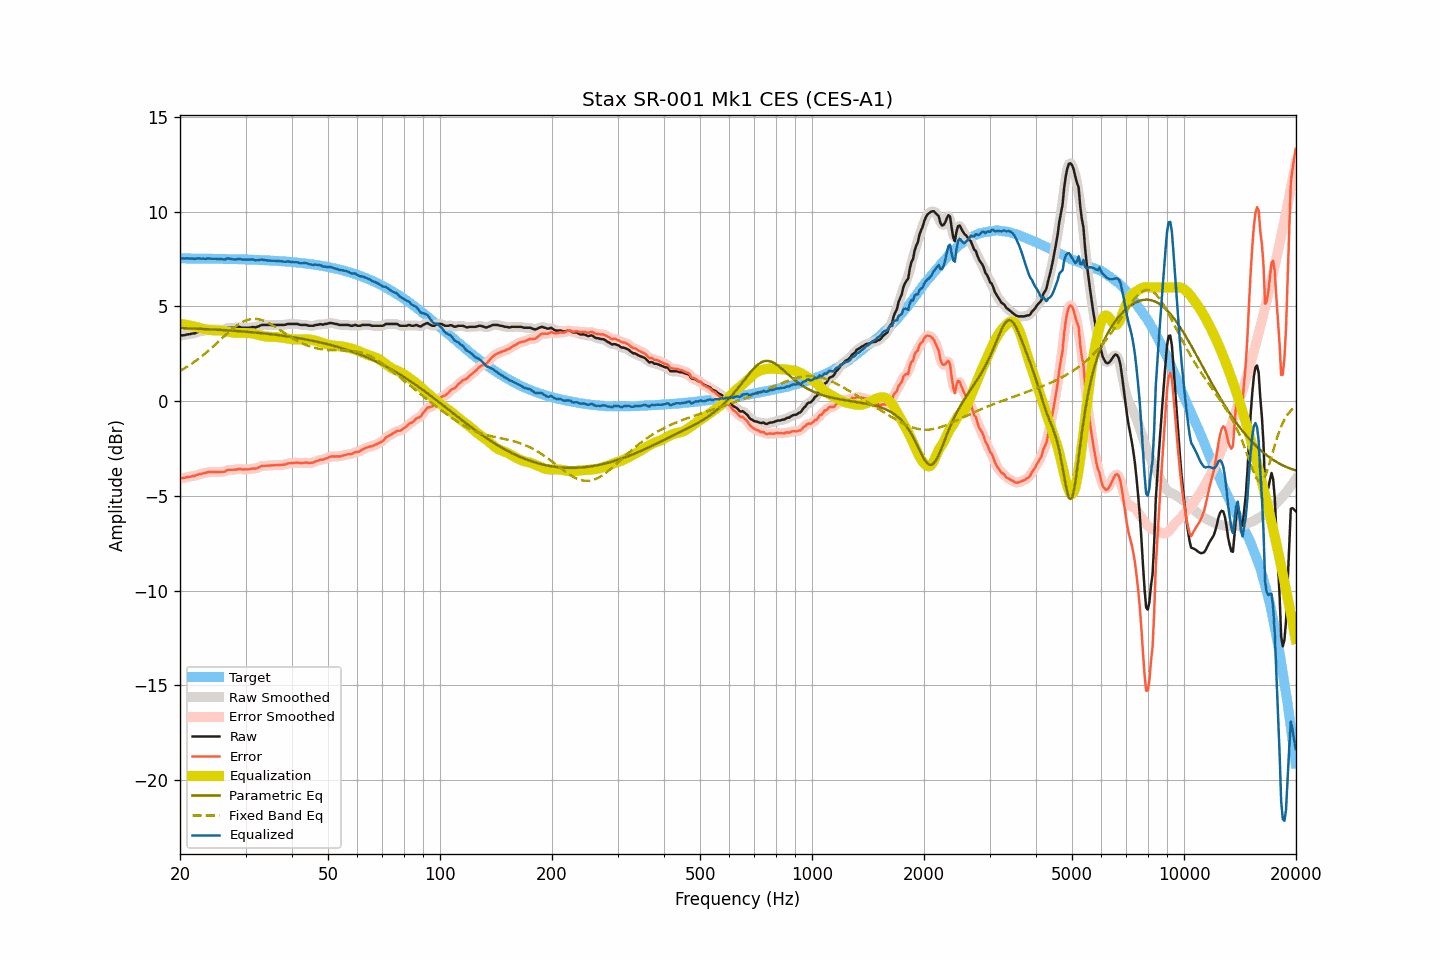 Stax SR-001 Mk1 CES (CES-A1)
15
10
5
0
−5
−10
−15
−20
Amplitude (dBr)
Target
Raw Smoothed
Error Smoothed
Raw
Error
Equalization
Parametric Eq
Fixed Band Eq
Equalized
20 50 100 200 500 1000 2000 5000 10000 20000
Frequency (Hz)